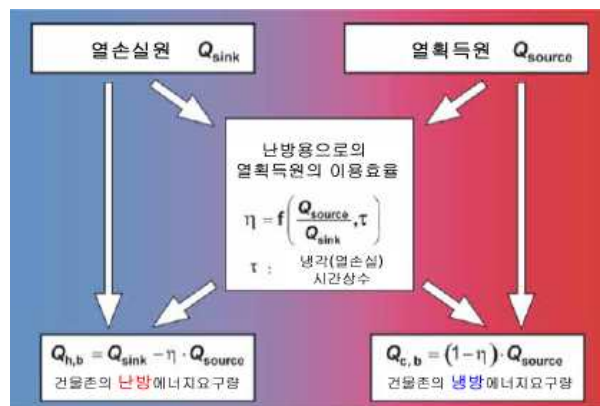 열손실원 Qsink
열획득원 Qsource
난방용으로의
열획득원의 이용효율
η = f(Qsource/Qsink, τ)
τ : 냉각(열손실)
시간상수
Qh,b = Qsink − η · Qsource
건물존의 난방에너지요구량
Qc, b = (1−η) · Qsource
건물존의 냉방에너지요구량